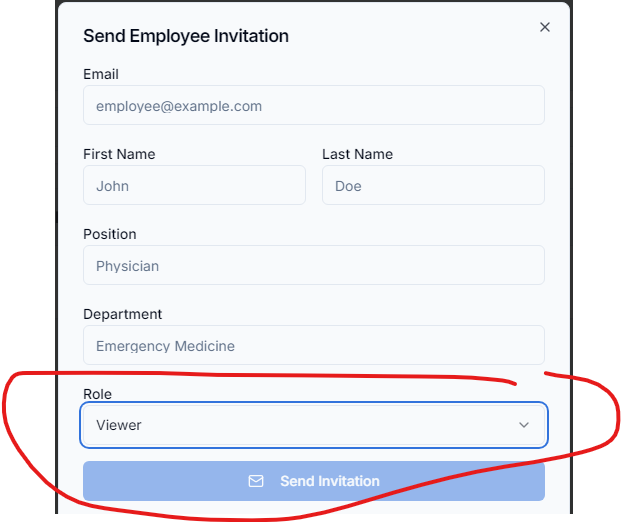 Send Employee Invitation
Email
employee@example.com
First Name Last Name
John Doe
Position
Physician
Department
Emergency Medicine
Role
Viewer
Send Invitation